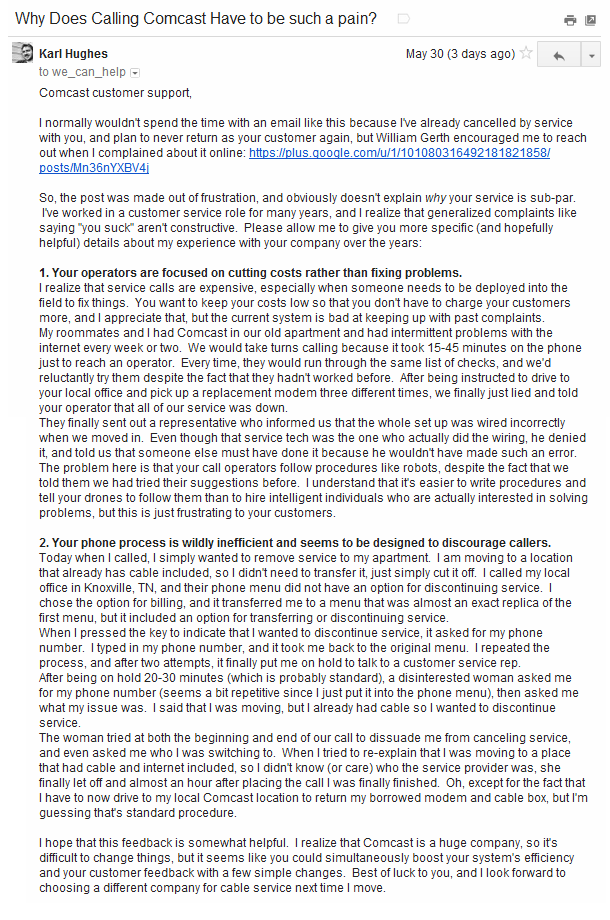 Why Does Calling Comcast Have to be such a pain?
Karl Hughes
May 30 (3 days ago)
to we_can_help
Comcast customer support,
I normally wouldn't spend the time with an email like this because I've already cancelled by service
with you, and plan to never return as your customer again, but William Gerth encouraged me to reach
out when I complained about it online: https://plus.google.com/u/1/101080316492181821858/
posts/Mn36nYXBV4j
So, the post was made out of frustration, and obviously doesn't explain why your service is sub-par.
I've worked in a customer service role for many years, and I realize that generalized complaints like
saying "you suck" aren't constructive. Please allow me to give you more specific (and hopefully
helpful) details about my experience with your company over the years:
1. Your operators are focused on cutting costs rather than fixing problems.
I realize that service calls are expensive, especially when someone needs to be deployed into the
field to fix things. You want to keep your costs low so that you don't have to charge your customers
more, and I appreciate that, but the current system is bad at keeping up with past complaints.
My roommates and I had Comcast in our old apartment and had intermittent problems with the
internet every week or two. We would take turns calling because it took 15-45 minutes on the phone
just to reach an operator. Every time, they would run through the same list of checks, and we'd
reluctantly try them despite the fact that they hadn't worked before. After being instructed to drive to
your local office and pick up a replacement modem three different times, we finally just lied and told
your operator that all of our service was down.
They finally sent out a representative who informed us that the whole set up was wired incorrectly
when we moved in. Even though that service tech was the one who actually did the wiring, he denied
it, and told us that someone else must have done it because he wouldn't have made such an error.
The problem here is that your call operators follow procedures like robots, despite the fact that we
told them we had tried their suggestions before. I understand that it's easier to write procedures and
tell your drones to follow them than to hire intelligent individuals who are actually interested in solving
problems, but this is just frustrating to your customers.
2. Your phone process is wildly inefficient and seems to be designed to discourage callers.
Today when I called, I simply wanted to remove service to my apartment. I am moving to a location
that already has cable included, so I didn't need to transfer it, just simply cut it off. I called my local
office in Knoxville, TN, and their phone menu did not have an option for discontinuing service. I
chose the option for billing, and it transferred me to a menu that was almost an exact replica of the
first menu, but it included an option for transferring or discontinuing service.
When I pressed the key to indicate that I wanted to discontinue service, it asked for my phone
number. I typed in my phone number, and it took me back to the original menu. I repeated the
process, and after two attempts, it finally put me on hold to talk to a customer service rep.
After being on hold 20-30 minutes (which is probably standard), a disinterested woman asked me
for my phone number (seems a bit repetitive since I just put it into the phone menu), then asked me
what my issue was. I said that I was moving, but I already had cable so I wanted to discontinue
service.
The woman tried at both the beginning and end of our call to dissuade me from canceling service,
and even asked me who I was switching to. When I tried to re-explain that I was moving to a place
that had cable and internet included, so I didn't know (or care) who the service provider was, she
finally let off and almost an hour after placing the call I was finally finished. Oh, except for the fact that
I have to now drive to my local Comcast location to return my borrowed modem and cable box, but I'm
guessing that's standard procedure.
I hope that this feedback is somewhat helpful. I realize that Comcast is a huge company, so it's
difficult to change things, but it seems like you could simultaneously boost your system's efficiency
and your customer feedback with a few simple changes. Best of luck to you, and I look forward to
choosing a different company for cable service next time I move.